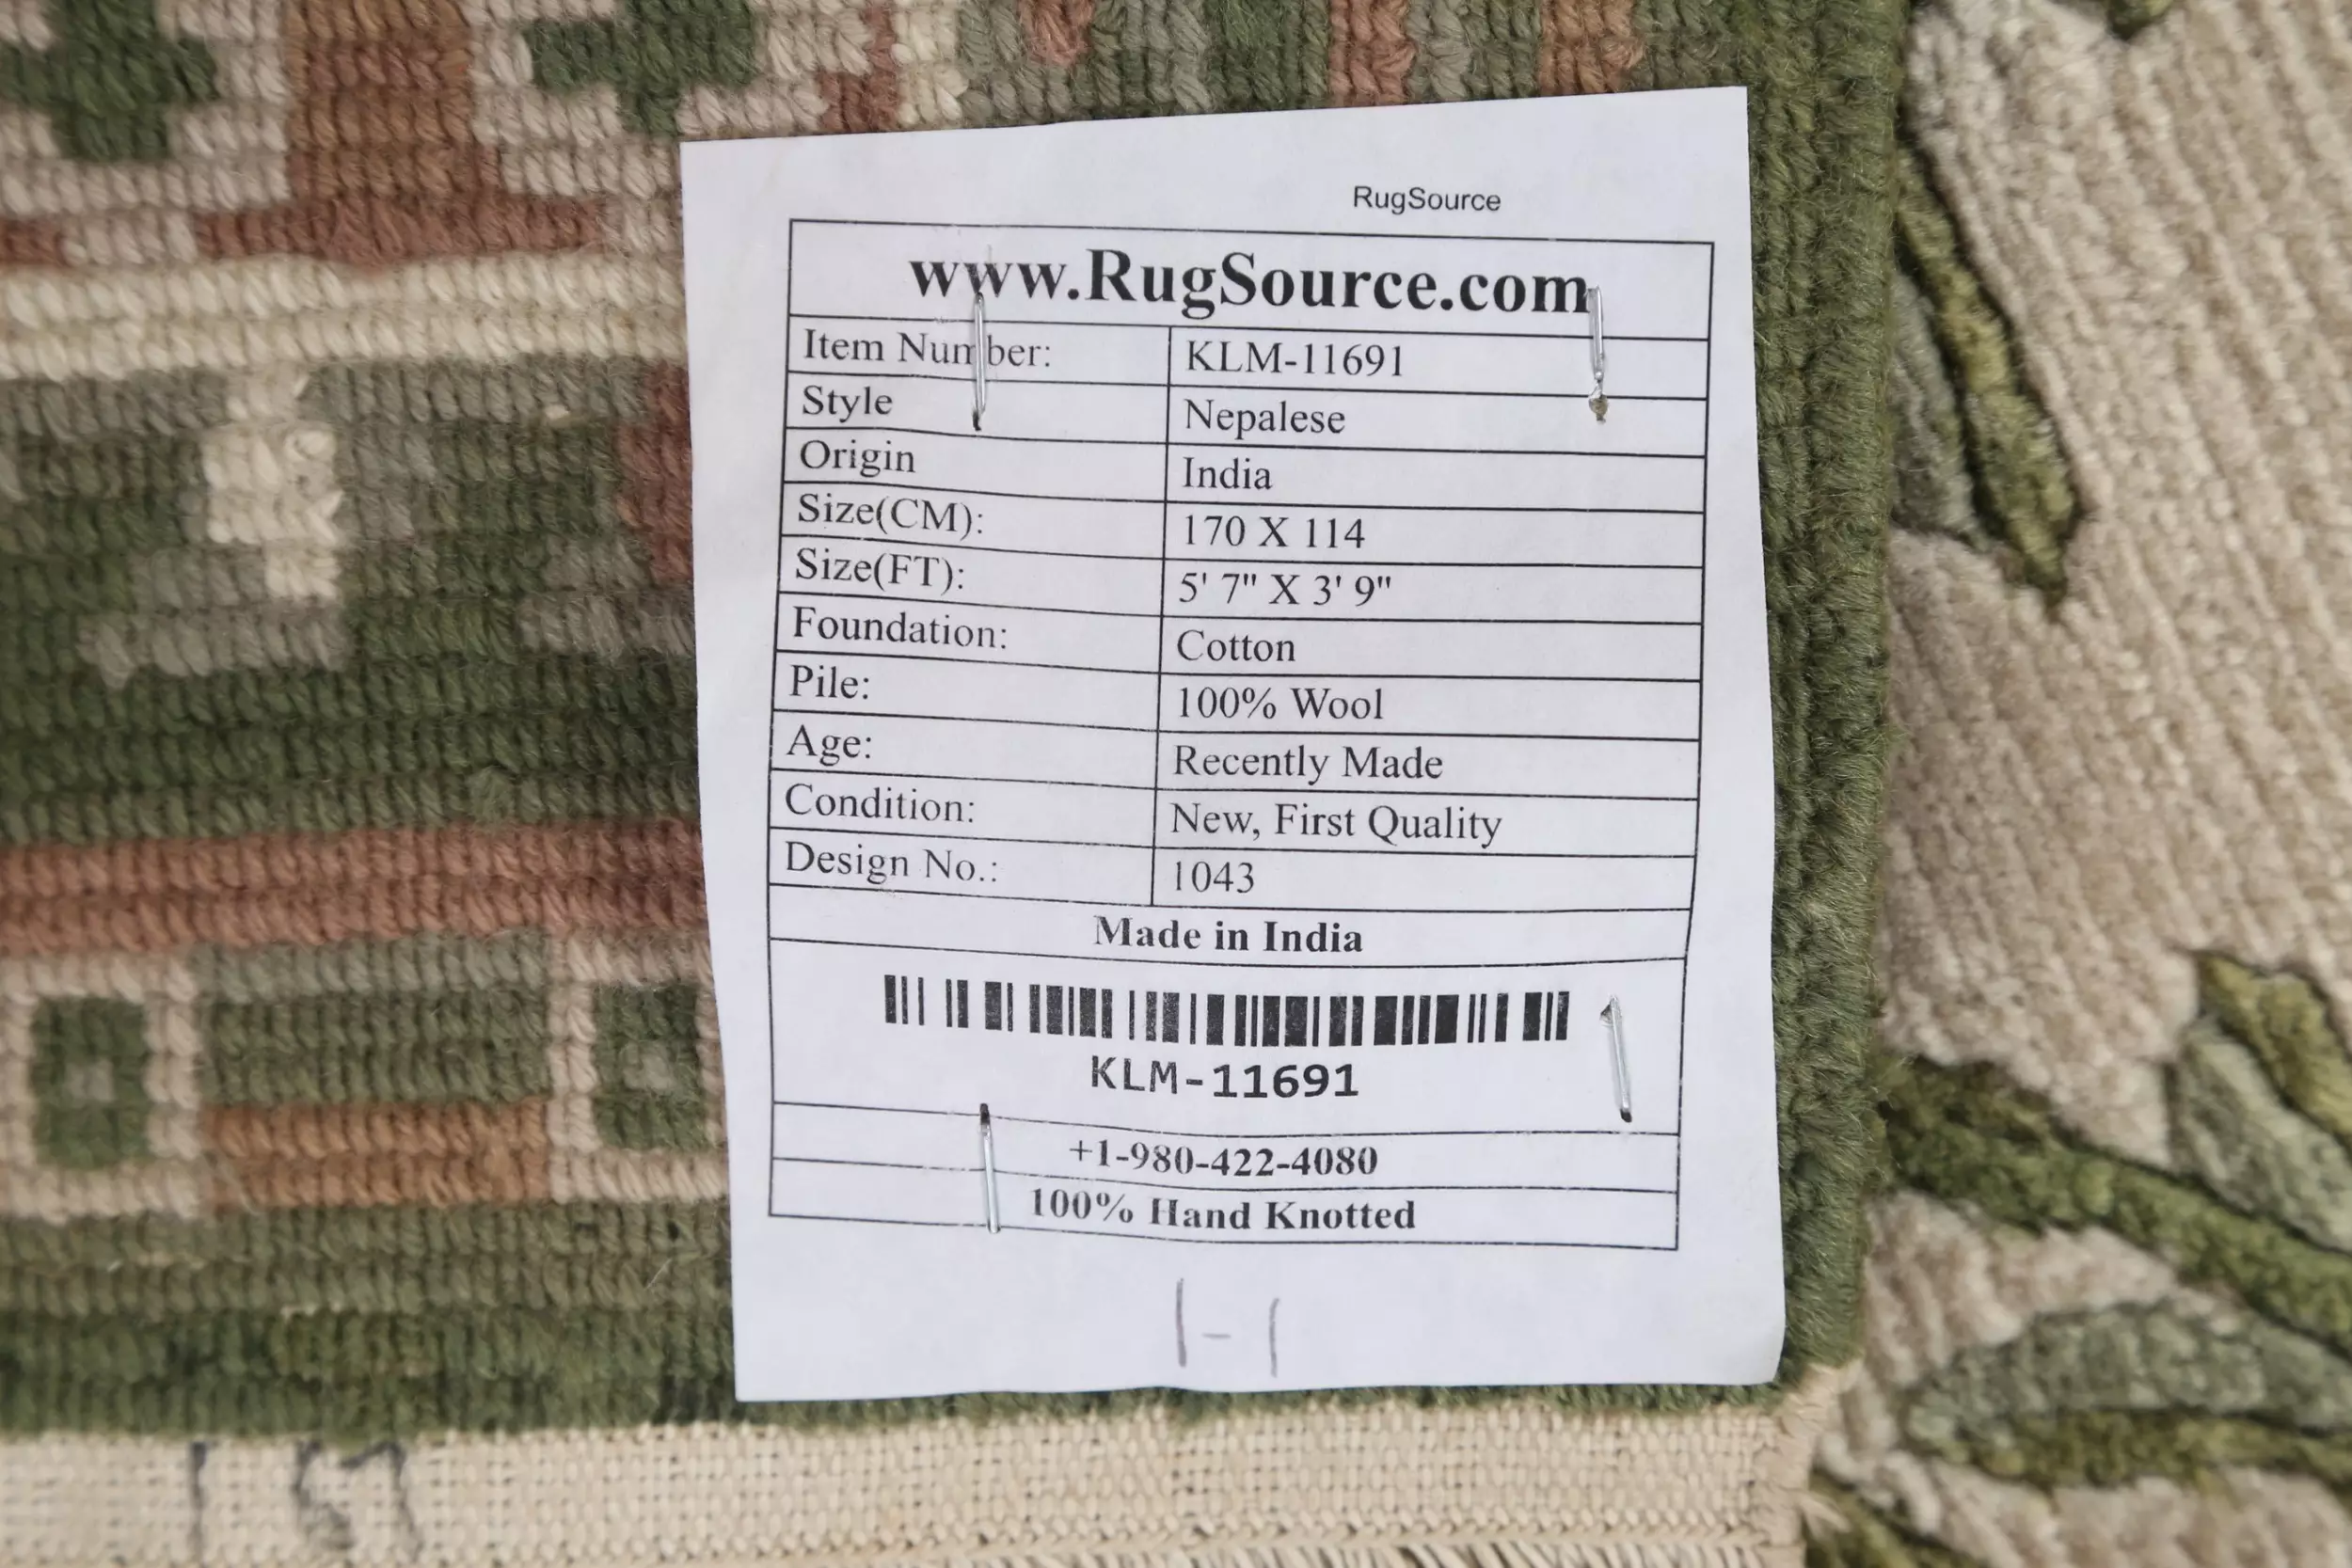 RugSource
www.RugSource.com
Item Number: KLM-11691
Style Nepalese
Origin India
Size(CM): 170 X 114
Size(FT): 5' 7" X 3' 9"
Foundation: Cotton
Pile: 100% Wool
Age: Recently Made
Condition: New, First Quality
Design No.: 1043
Made in India
KLM-11691
+1-980-422-4080
100% Hand Knotted
1-1